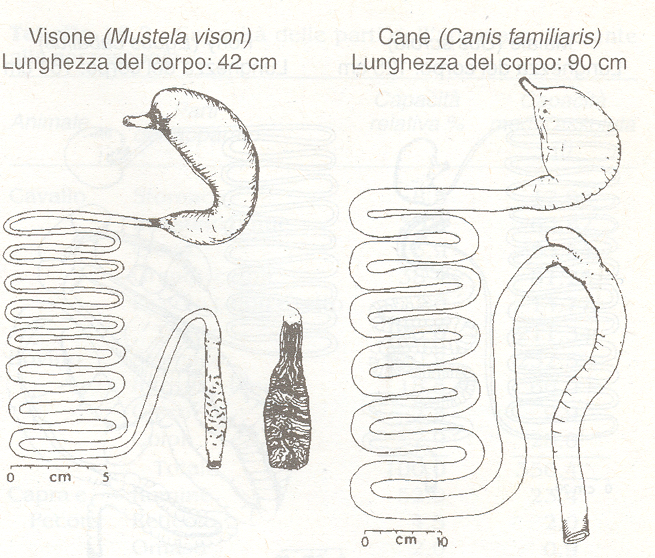 Visone (Mustela vison)
Lunghezza del corpo: 42 cm
Cane (Canis familiaris)
Lunghezza del corpo: 90 cm
0 cm 5
0 cm 10